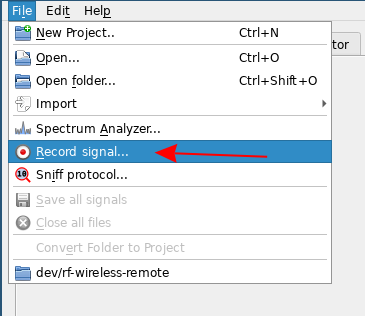 File Edit Help
New Project.. Ctrl+N
tor
Open... Ctrl+O
Open folder... Ctrl+Shift+O
Import
Spectrum Analyzer...
Record signal...
Sniff protocol...
Save all signals
Close all files
Convert Folder to Project
dev/rf-wireless-remote